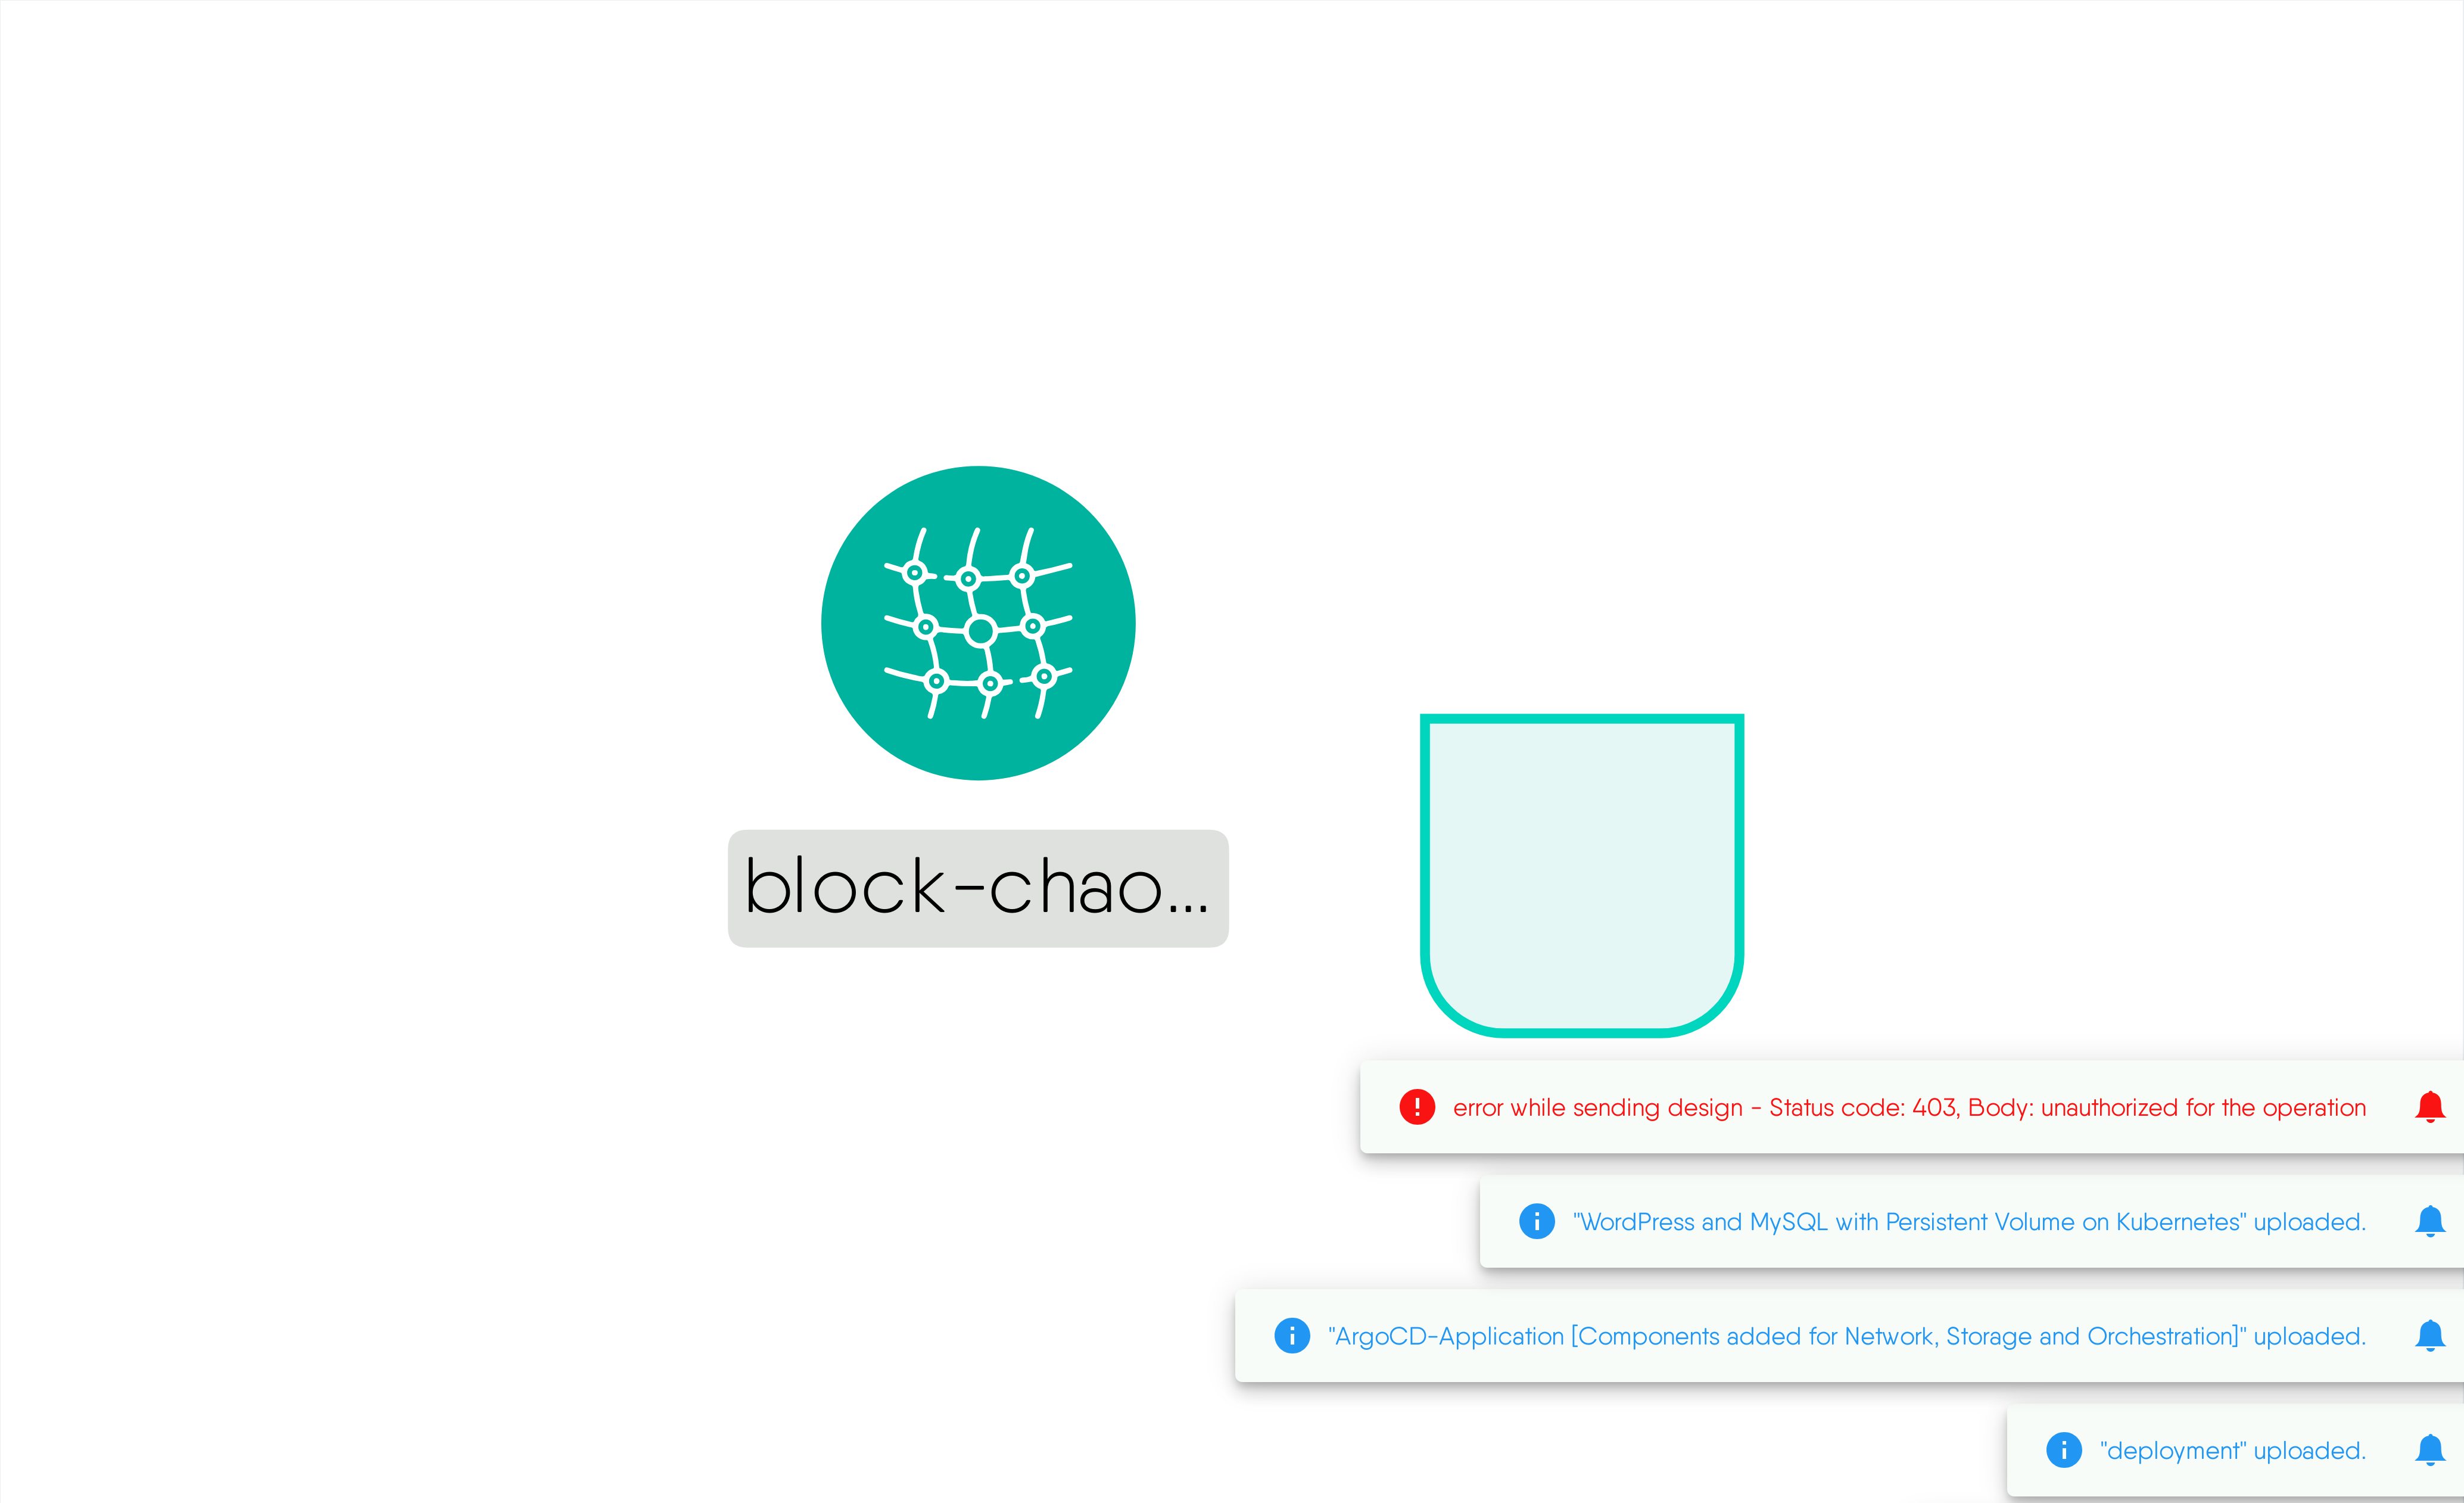 block-chao...
error while sending design - Status code: 403, Body: unauthorized for the operation
"WordPress and MySQL with Persistent Volume on Kubernetes" uploaded.
"ArgoCD-Application [Components added for Network, Storage and Orchestration]" uploaded.
"deployment" uploaded.